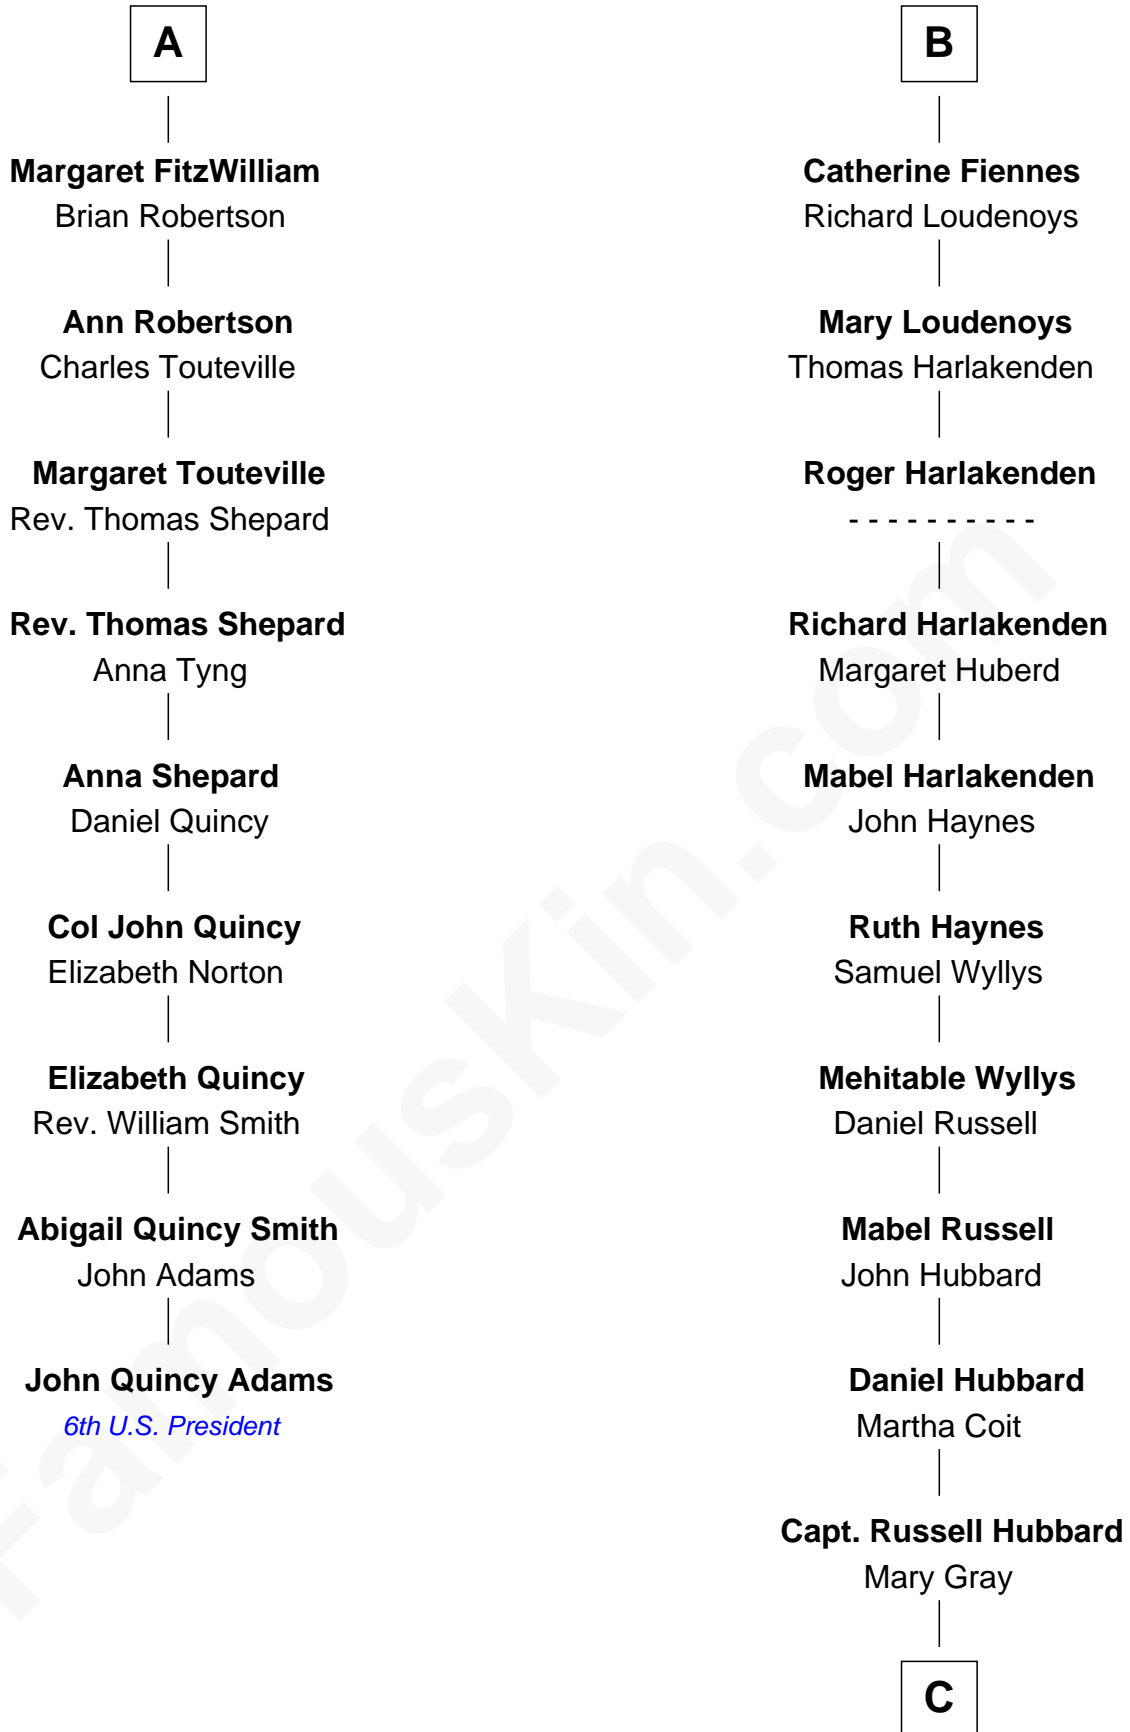 A
Margaret FitzWilliam
Brian Robertson
Ann Robertson
Charles Touteville
Margaret Touteville
Rev. Thomas Shepard
Rev. Thomas Shepard
Anna Tyng
Anna Shepard
Daniel Quincy
Col John Quincy
Elizabeth Norton
Elizabeth Quincy
Rev. William Smith
Abigail Quincy Smith
John Adams
John Quincy Adams
6th U.S. President
B
Catherine Fiennes
Richard Loudenoys
Mary Loudenoys
Thomas Harlakenden
Roger Harlakenden
- - - - - - - - - -
Richard Harlakenden
Margaret Huberd
Mabel Harlakenden
John Haynes
Ruth Haynes
Samuel Wyllys
Mehitable Wyllys
Daniel Russell
Mabel Russell
John Hubbard
Daniel Hubbard
Martha Coit
Capt. Russell Hubbard
Mary Gray
C
FamousKin.com